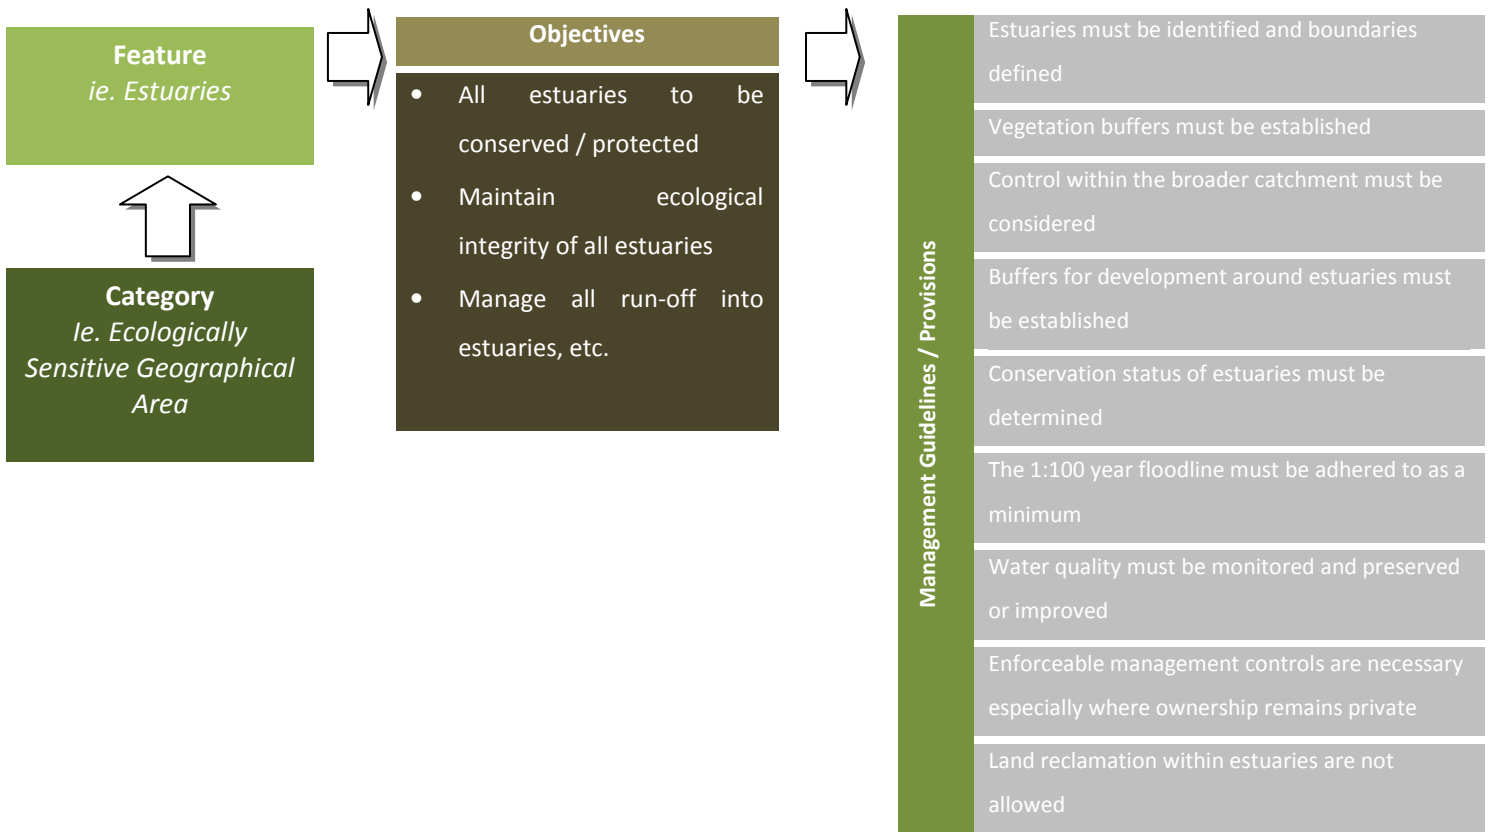 Feature
ie. Estuaries
Category
Ie. Ecologically
Sensitive Geographical
Area
Objectives
• All estuaries to be
conserved / protected
• Maintain ecological
integrity of all estuaries
• Manage all run-off into
estuaries, etc.
Management Guidelines / Provisions
Estuaries must be identified and boundaries
defined
Vegetation buffers must be established
Control within the broader catchment must be
considered
Buffers for development around estuaries must
be established
Conservation status of estuaries must be
determined
The 1:100 year floodline must be adhered to as a
minimum
Water quality must be monitored and preserved
or improved
Enforceable management controls are necessary
especially where ownership remains private
Land reclamation within estuaries are not
allowed